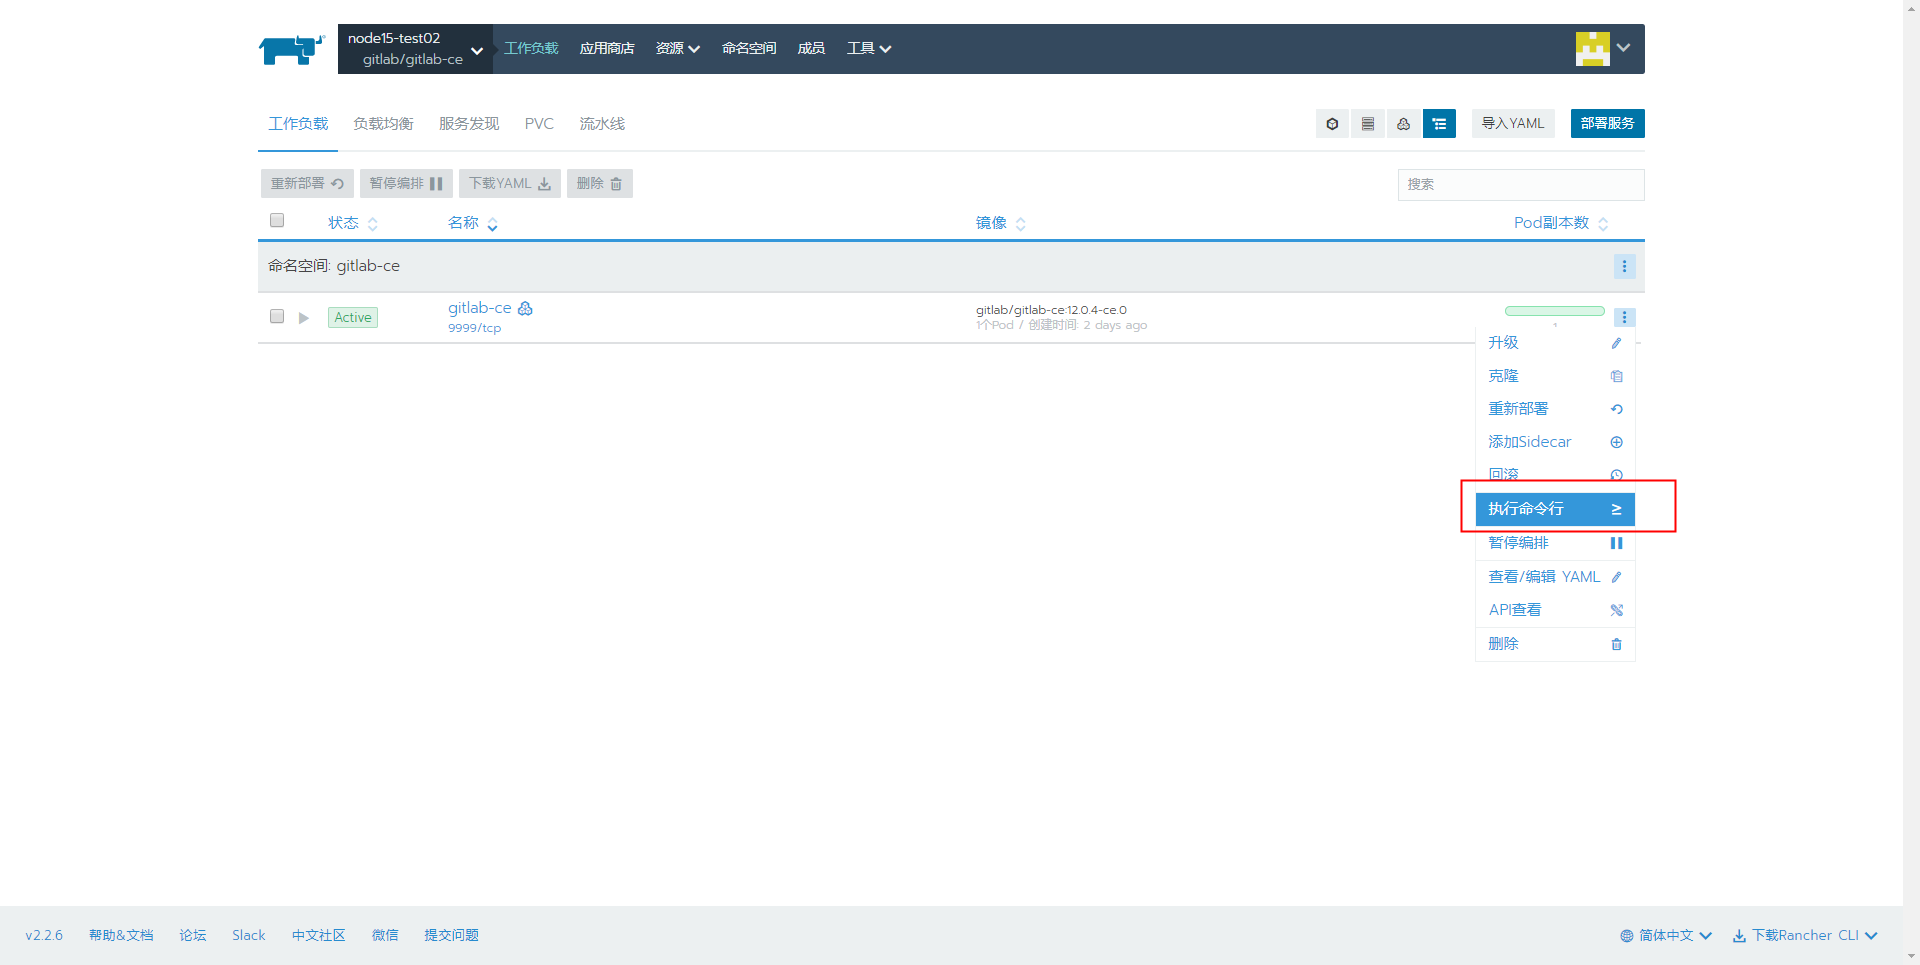 node15-test02
gitlab/gitlab-ce
工作负载 应用商店 资源 命名空间 成员 工具
工作负载 负载均衡 服务发现 PVC 流水线
导入YAML 部署服务
重新部署 暂停编排 下载YAML 删除
搜索
状态 名称 镜像 Pod副本数
命名空间: gitlab-ce
Active gitlab-ce gitlab/gitlab-ce:12.0.4-ce.0
9999/tcp 1个Pod / 创建时间: 2 days ago
升级
克隆
重新部署
添加Sidecar
回滚
执行命令行
暂停编排
查看/编辑 YAML
API查看
删除
v2.2.6 帮助&文档 论坛 Slack 中文社区 微信 提交问题 简体中文 下载Rancher CLI